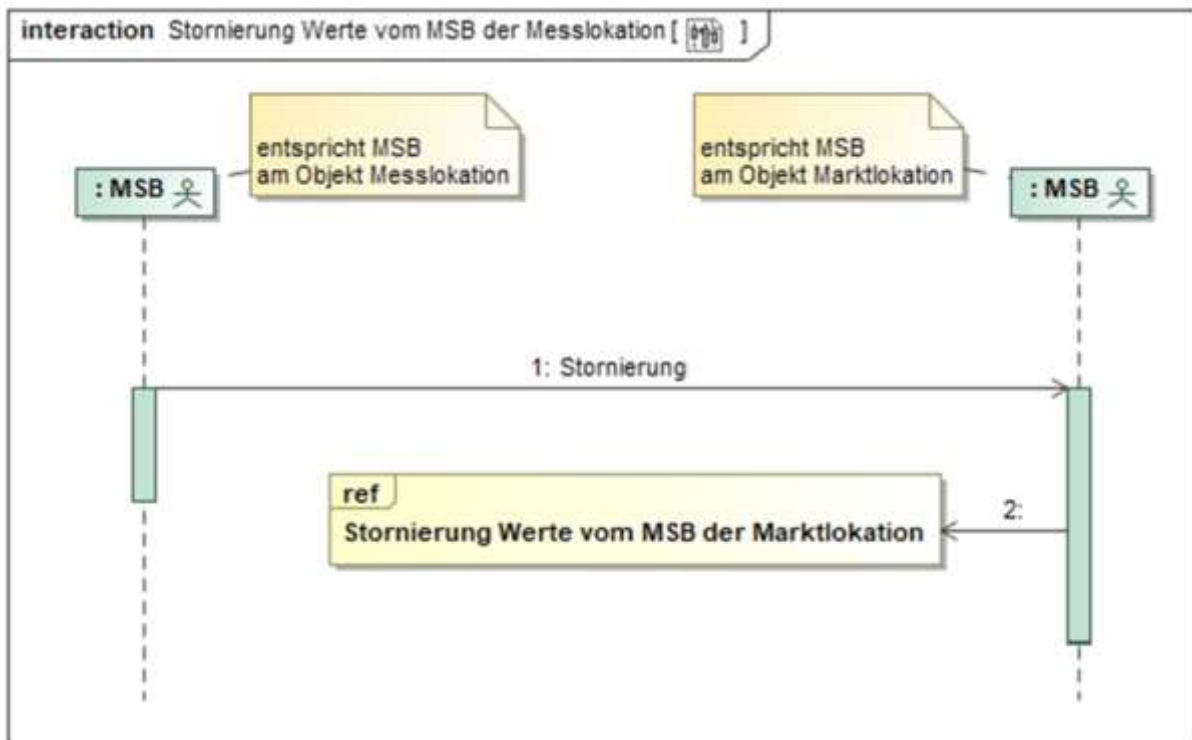 interaction Stornierung Werte vom MSB der Messlokation [ ]
entspricht MSB
am Objekt Messlokation
entspricht MSB
am Objekt Marktlokation
: MSB
: MSB
1: Stornierung
ref
2:
Stornierung Werte vom MSB der Marktlokation